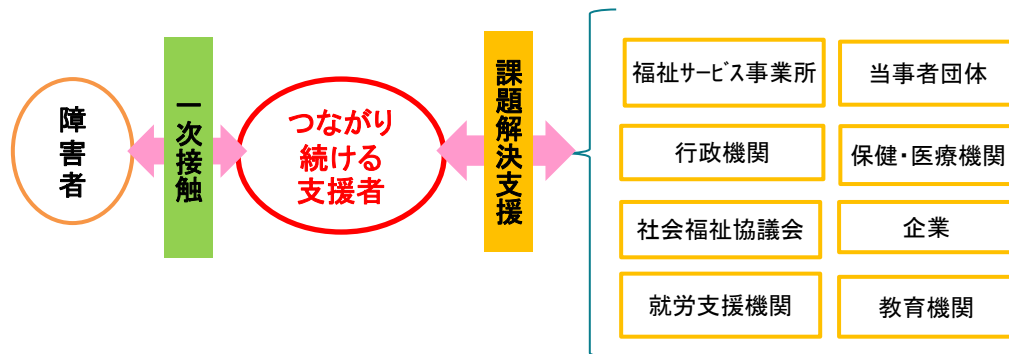 障害者
一次接触
つながり
続ける
支援者
課題解決支援
福祉サービス事業所
当事者団体
行政機関
保健・医療機関
社会福祉協議会
企業
就労支援機関
教育機関